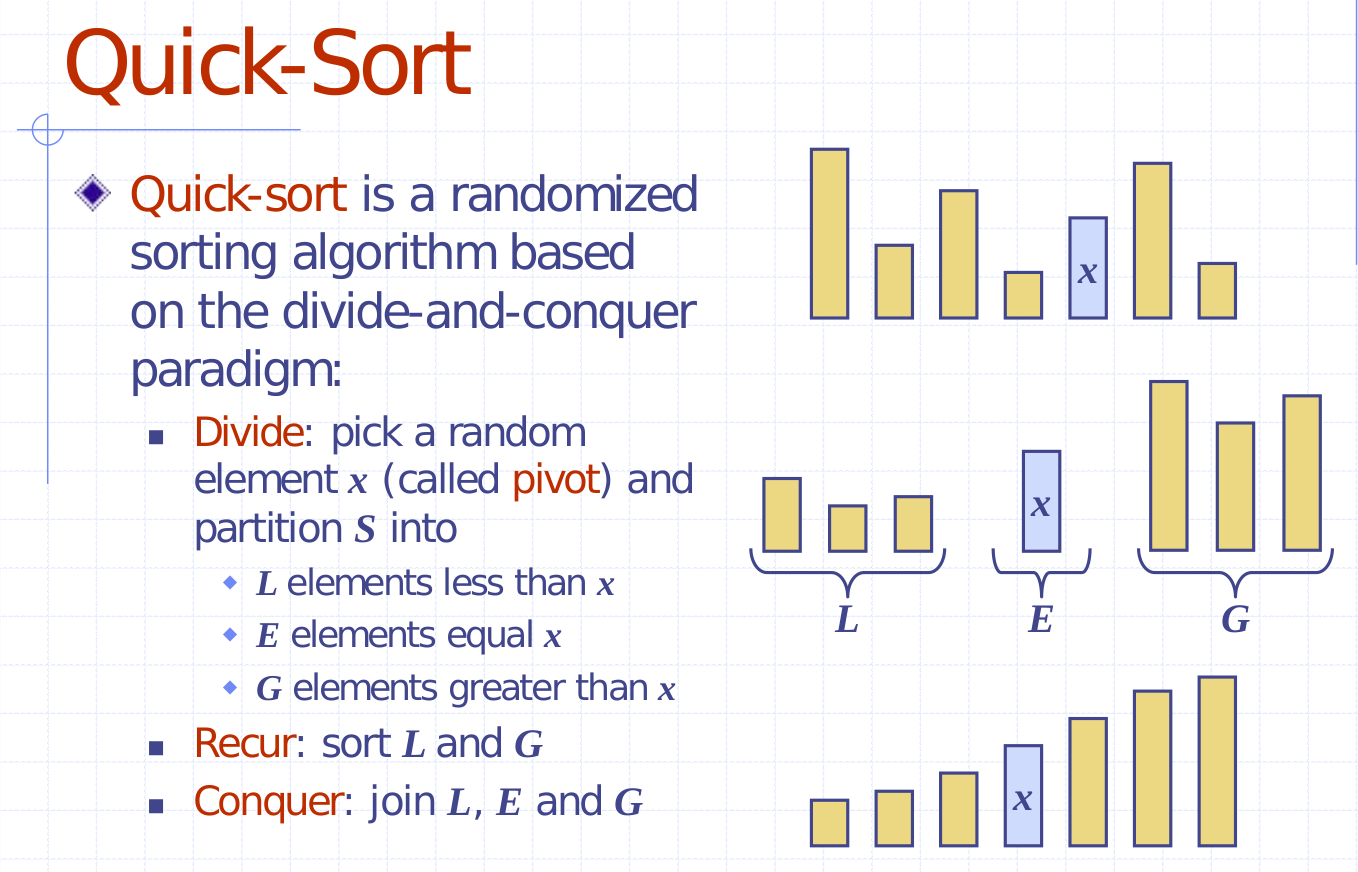 Quick-Sort
Quick-sort is a randomized
sorting algorithm based
on the divide-and-conquer
paradigm:
Divide: pick a random
element x (called pivot) and
partition S into
L elements less than x
E elements equal x
G elements greater than x
Recur: sort L and G
Conquer: join L, E and G
x
x
L E G
x